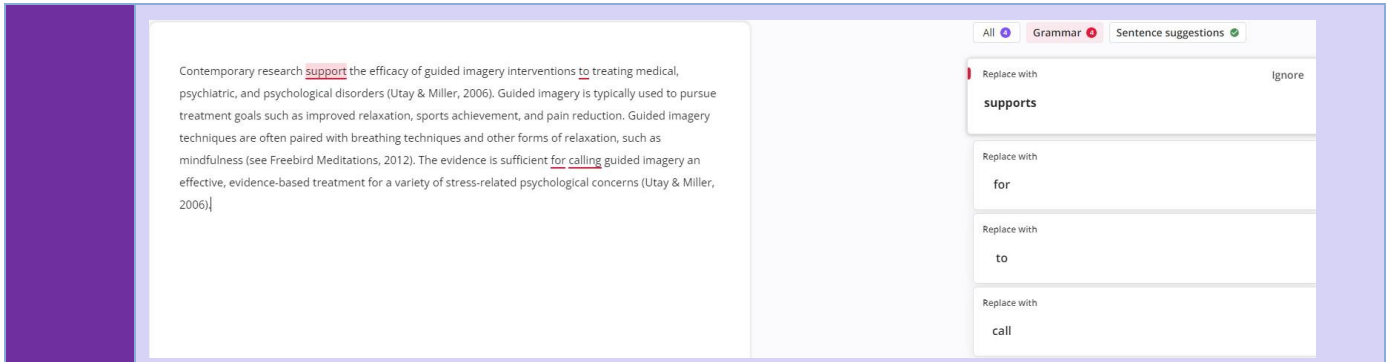 All 4 Grammar 4 Sentence suggestions
Contemporary research support the efficacy of guided imagery interventions to treating medical,
psychiatric, and psychological disorders (Utay & Miller, 2006). Guided imagery is typically used to pursue
treatment goals such as improved relaxation, sports achievement, and pain reduction. Guided imagery
techniques are often paired with breathing techniques and other forms of relaxation, such as
mindfulness (see Freebird Meditations, 2012). The evidence is sufficient for calling guided imagery an
effective, evidence-based treatment for a variety of stress-related psychological concerns (Utay & Miller,
2006).
Replace with Ignore
supports
Replace with
for
Replace with
to
Replace with
call